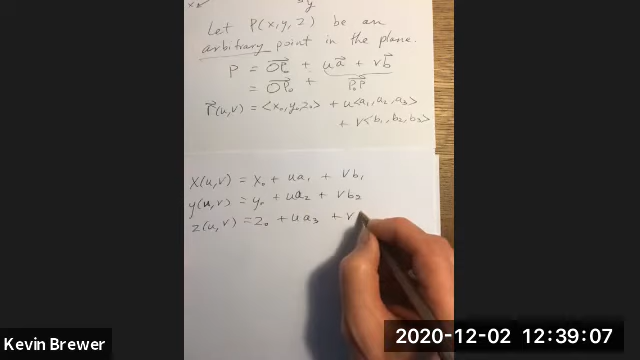 Let P(x, y, z) be an
arbitrary point in the plane.
P = OP + ua + vb
= OP₀ + P₀P
r(u,v) = <x₀, y₀, z₀> + u<a₁, a₂, a₃>
+ v<b₁, b₂, b₃>
x(u,v) = x₀ + ua₁ + vb₁
y(u,v) = y₀ + ua₂ + vb₂
z(u,v) = z₀ + ua₃ + v
Kevin Brewer
2020-12-02 12:39:07